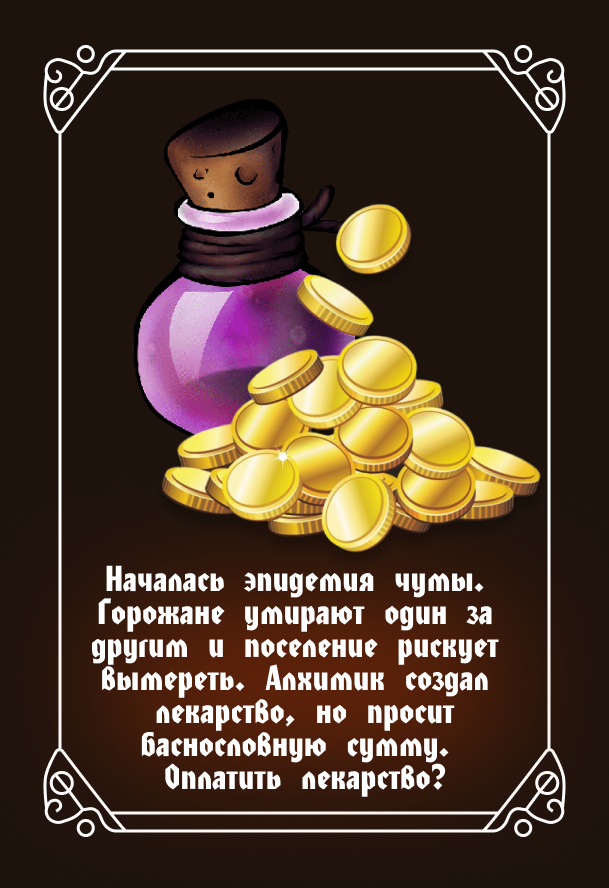 Началась эпидемия чумы.
Горожане умирают один за
другим и поселение рискует
вымереть. Алхимик создал
лекарство, но просит
баснословную сумму.
Оплатить лекарство?